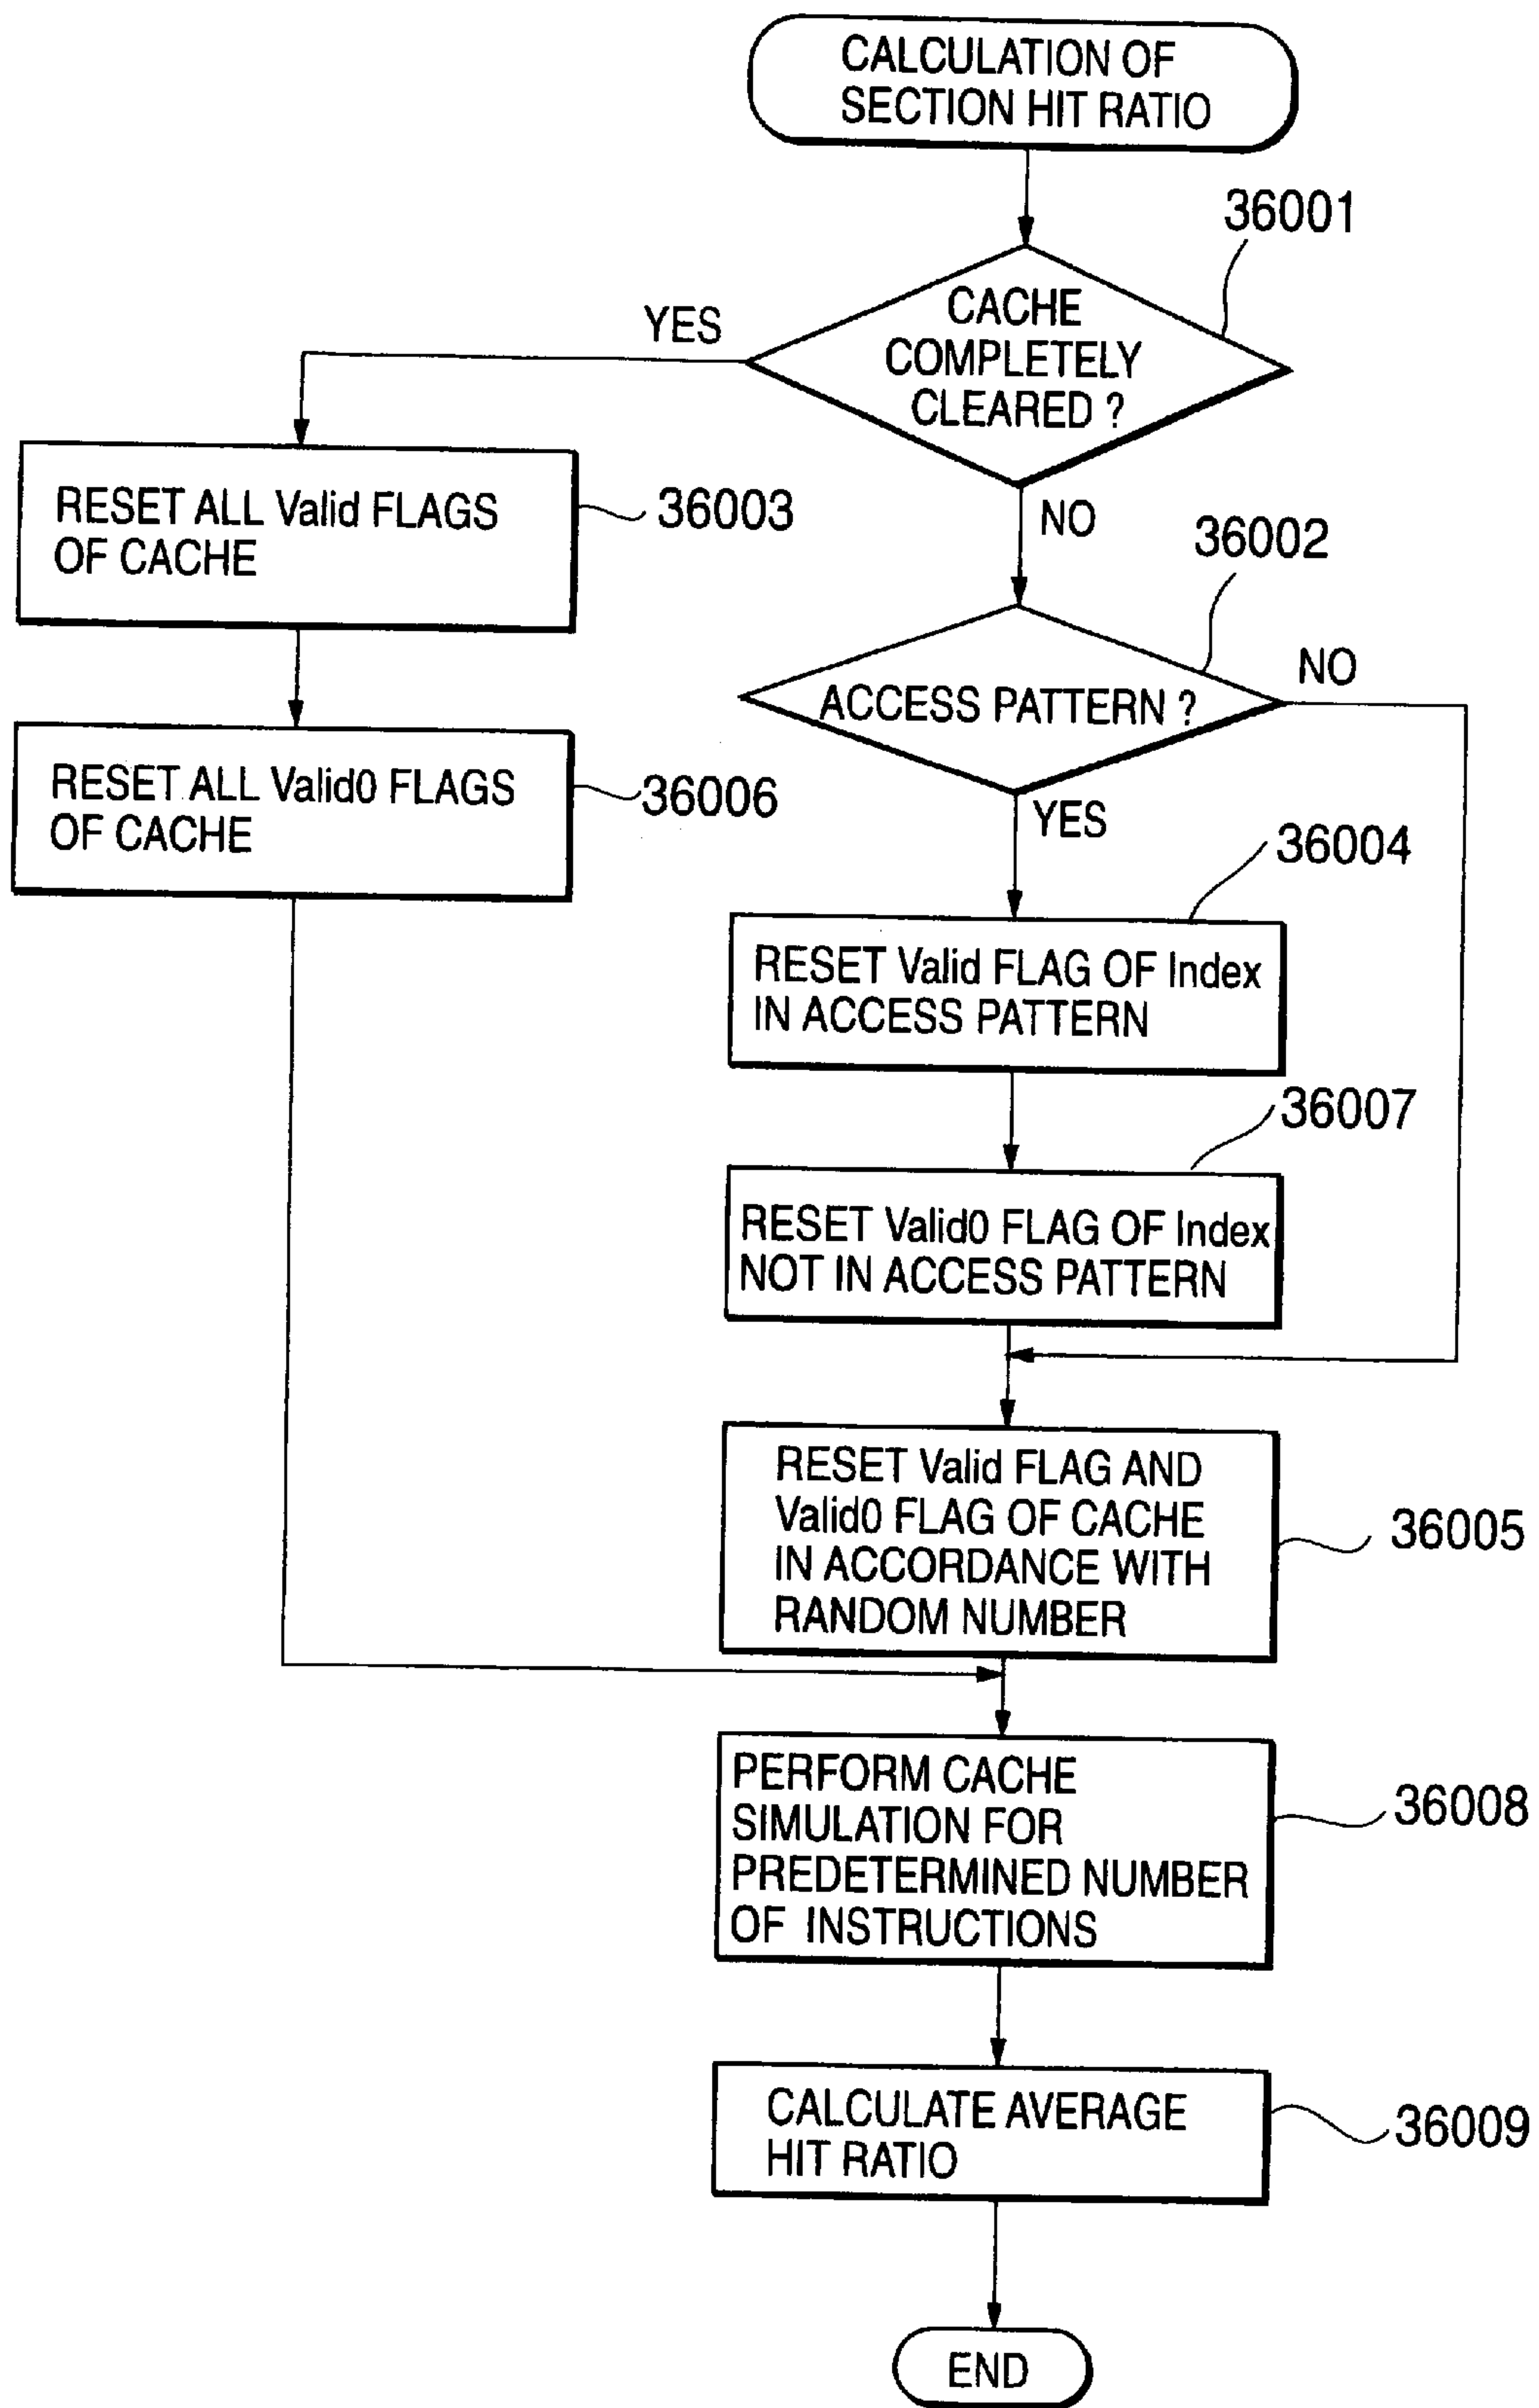 CALCULATION OF
SECTION HIT RATIO
36001
CACHE
COMPLETELY
CLEARED ?
YES
NO
RESET ALL Valid FLAGS
OF CACHE
36003
36002
ACCESS PATTERN ?
NO
YES
RESET ALL Valid0 FLAGS
OF CACHE
36006
36004
RESET Valid FLAG OF Index
IN ACCESS PATTERN
36007
RESET Valid0 FLAG OF Index
NOT IN ACCESS PATTERN
RESET Valid FLAG AND
Valid0 FLAG OF CACHE
IN ACCORDANCE WITH
RANDOM NUMBER
36005
PERFORM CACHE
SIMULATION FOR
PREDETERMINED NUMBER
OF INSTRUCTIONS
36008
CALCULATE AVERAGE
HIT RATIO
36009
END